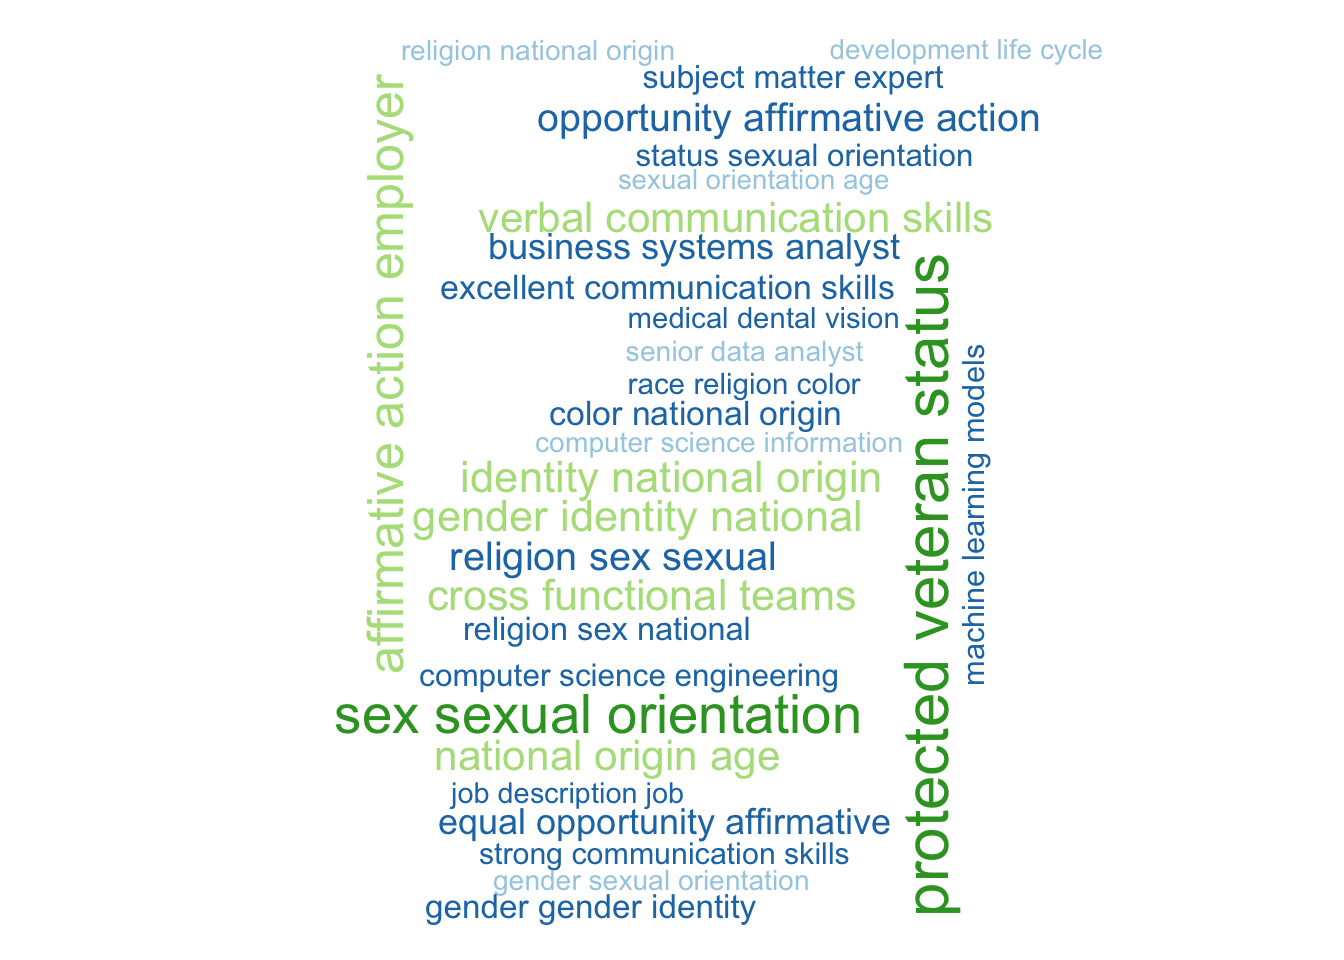 religion national origin
development life cycle
subject matter expert
opportunity affirmative action
status sexual orientation
sexual orientation age
verbal communication skills
business systems analyst
excellent communication skills
medical dental vision
senior data analyst
race religion color
color national origin
computer science information
identity national origin
gender identity national
religion sex sexual
cross functional teams
religion sex national
computer science engineering
sex sexual orientation
national origin age
job description job
equal opportunity affirmative
strong communication skills
gender sexual orientation
gender gender identity
affirmative action employer
protected veteran status
machine learning models